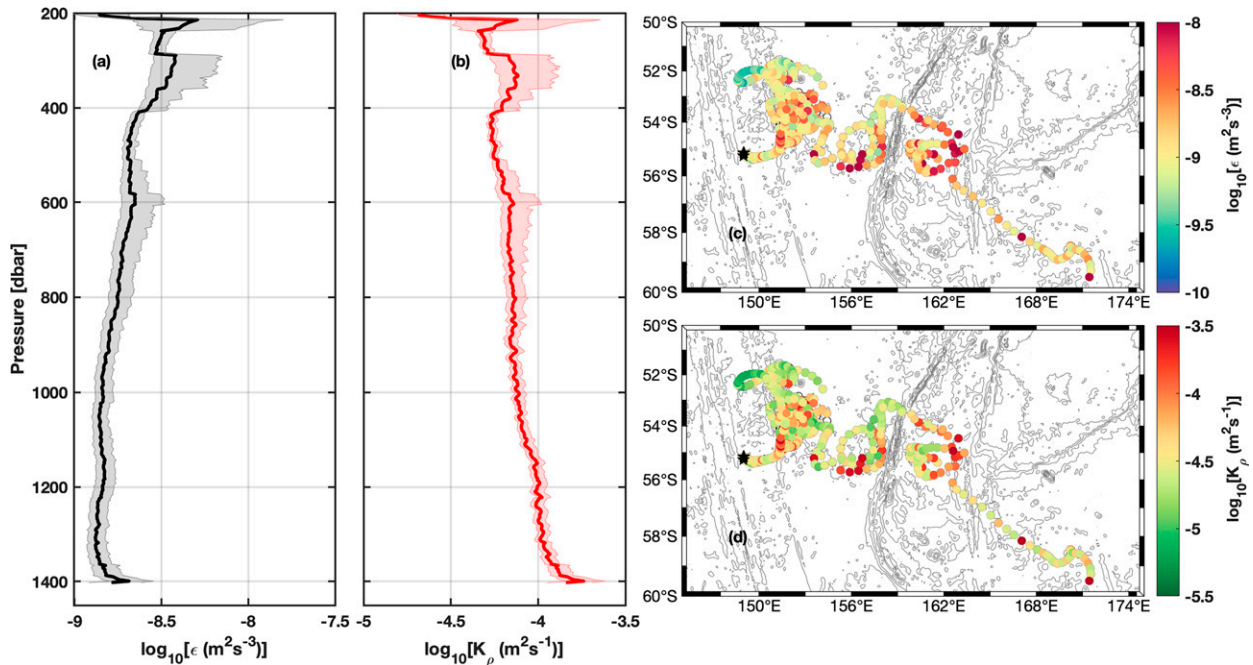 200
400
600
800
1000
1200
1400
Pressure [dbar]
(a)
-9
-8.5
-8
-7.5
log₁₀[ϵ (m²s⁻³)]
(b)
-5
-4.5
-4
-3.5
log₁₀[Kρ (m²s⁻¹)]
50°S
52°S
54°S
56°S
58°S
60°S
(c)
150°E
156°E
162°E
168°E
174°E
-8
-8.5
-9
-9.5
-10
log₁₀[ϵ (m²s⁻³)]
50°S
52°S
54°S
56°S
58°S
60°S
(d)
150°E
156°E
162°E
168°E
174°E
-3.5
-4
-4.5
-5
-5.5
log₁₀[Kρ (m²s⁻¹)]